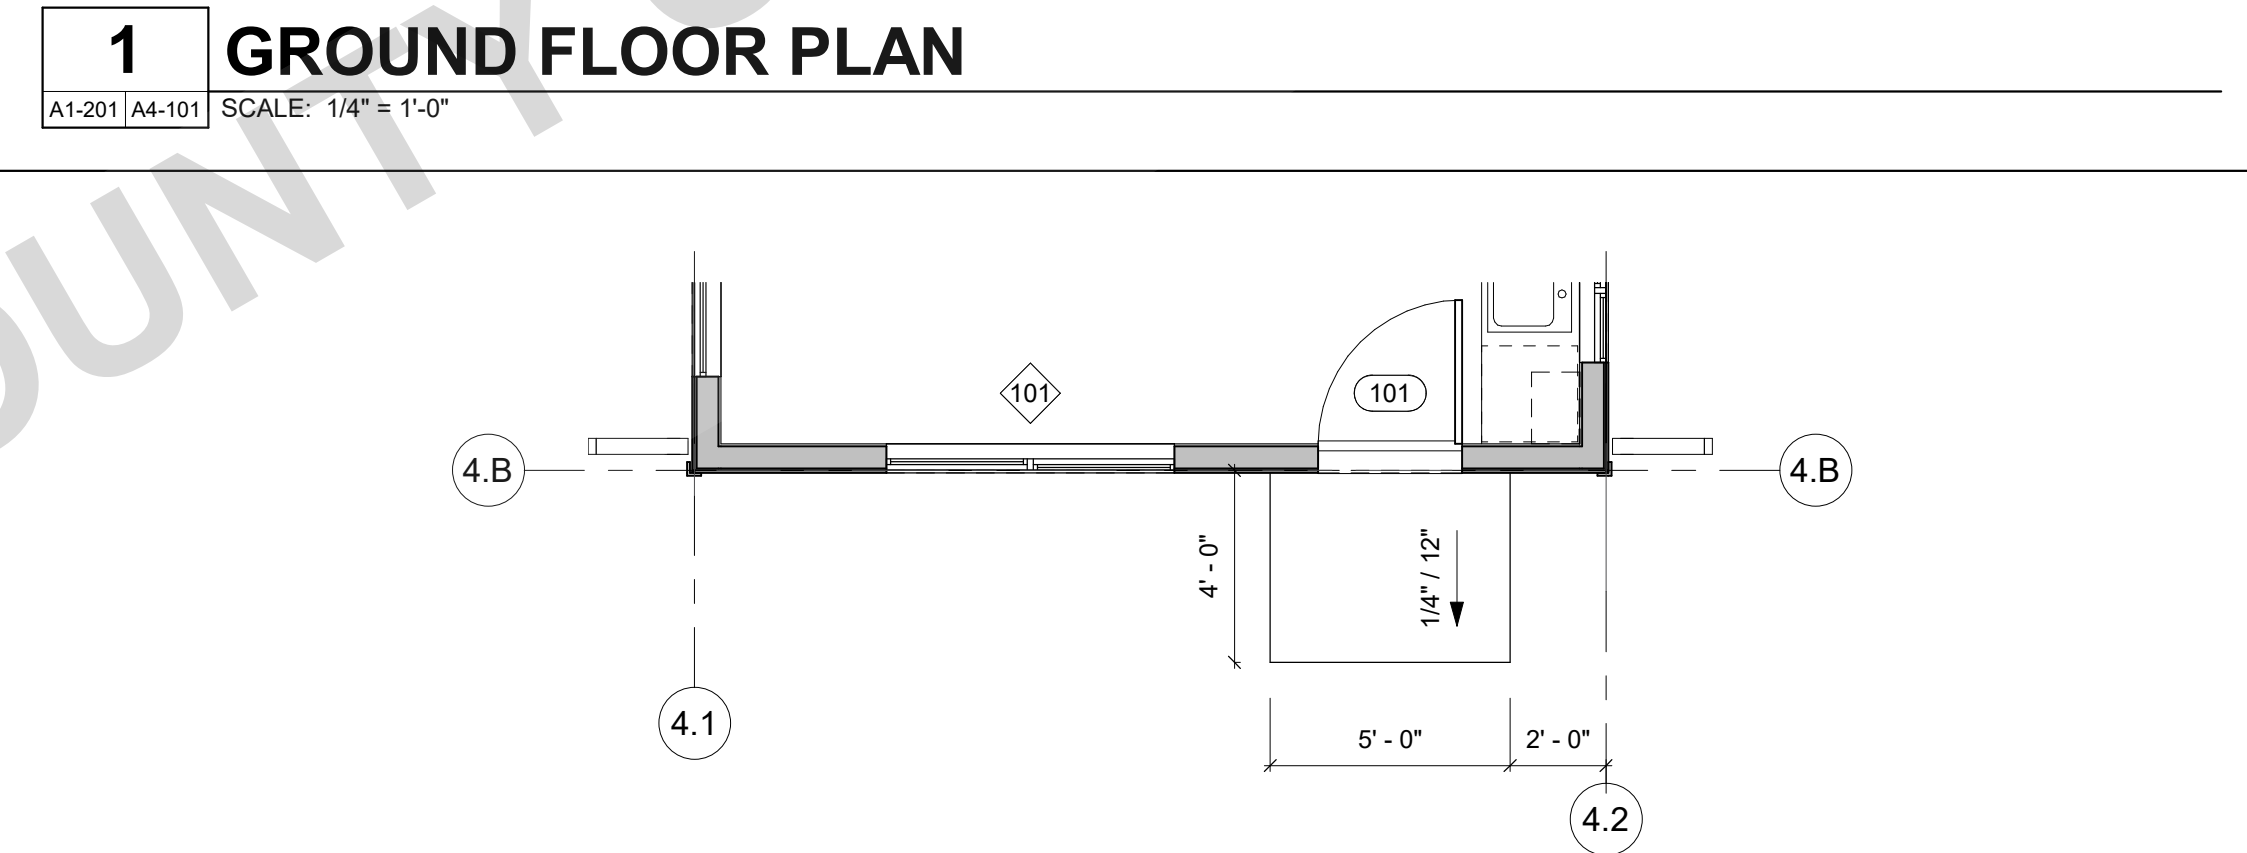 1 GROUND FLOOR PLAN
A1-201 A4-101 SCALE: 1/4" = 1'-0"
OUNTY
101
101
4.B
4.B
4' - 0"
1/4" / 12"
4.1
5' - 0"
2' - 0"
4.2